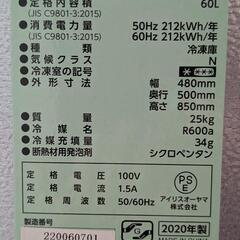 定格内容積 60L
(JIS C9801-3:2015)
消費電力量 50Hz 212kWh/年
(JIS C9801-3:2015) 60Hz 212kWh/年
種類 冷凍庫
気候クラス N
冷凍室の記号
外形寸法 幅 480mm
奥行 500mm
高さ 850mm
質量 25kg
冷媒名 R600a
冷媒充填量 34g
断熱材用発泡剤 シクロペンタン
定格電圧 100V
定格電流 1.5A
定格周波数 50/60Hz
PS
E
アイリスオーヤマ
株式会社
製造番号
220060701
G
2020年製
MADE IN CHINA